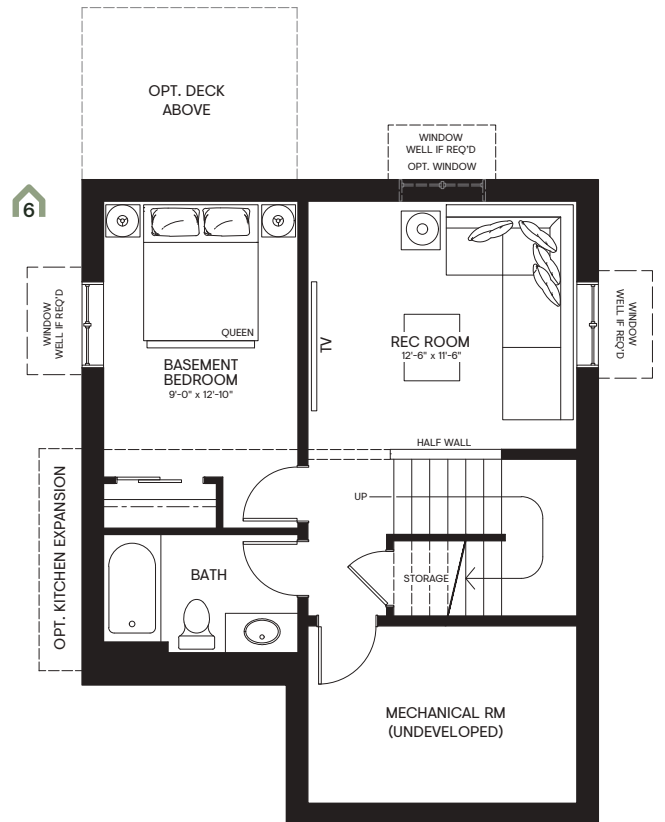 OPT. DECK
ABOVE
WINDOW
WELL IF REQ'D
OPT. WINDOW
6
WINDOW
WELL IF REQ'D
QUEEN
BASEMENT
BEDROOM
9'-0" x 12'-10"
TV
REC ROOM
12'-6" x 11'-6"
WINDOW
WELL IF REQ'D
HALF WALL
OPT. KITCHEN EXPANSION
UP
BATH
STORAGE
MECHANICAL RM
(UNDEVELOPED)